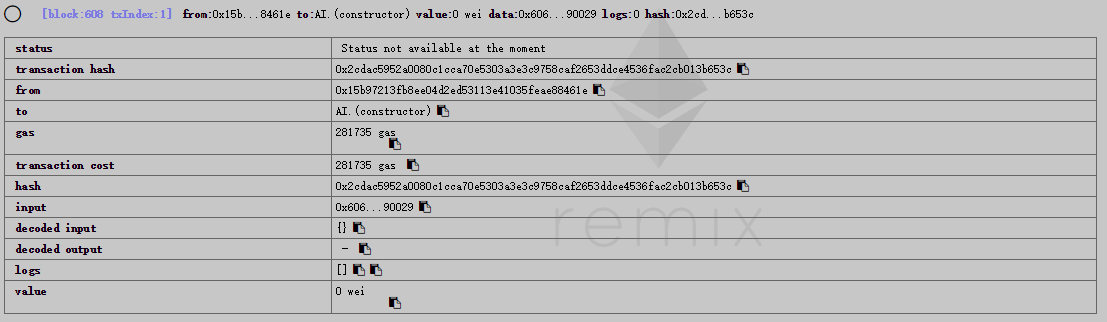 [block:608 txIndex:1] from:0x15b...8461e to:AI.(constructor) value:0 wei data:0x606...90029 logs:0 hash:0x2cd...b653c
status Status not available at the moment
transaction hash 0x2cdac5952a0080c1cca70e5303a3e3c9758caf2653ddce4536fac2cb013b653c
from 0x15b97213fb8ee04d2ed53113e41035feae88461e
to AI.(constructor)
gas 281735 gas
transaction cost 281735 gas
hash 0x2cdac5952a0080c1cca70e5303a3e3c9758caf2653ddce4536fac2cb013b653c
input 0x606...90029
decoded input {}
decoded output -
logs []
value 0 wei
remix